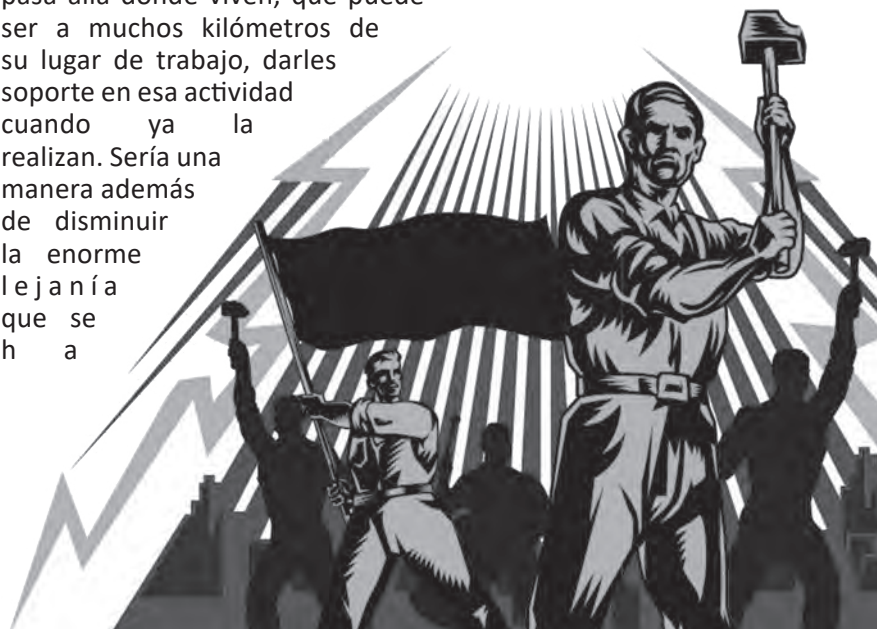 pasa allá donde viven, que puede
ser a muchos kilómetros de
su lugar de trabajo, darles
soporte en esa actividad
cuando ya la
realizan. Sería una
manera además
de disminuir
la enorme
lejanía
que se
h a